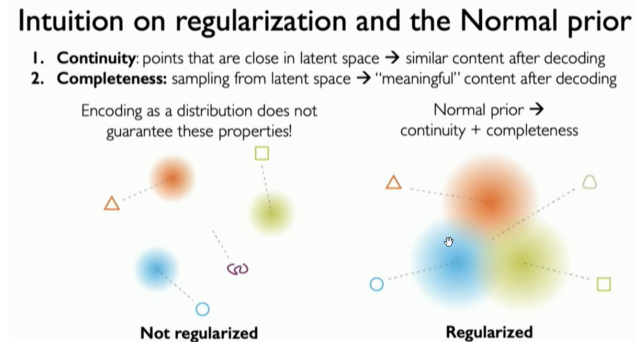 Intuition on regularization and the Normal prior
1. Continuity: points that are close in latent space → similar content after decoding
2. Completeness: sampling from latent space → "meaningful" content after decoding
Encoding as a distribution does not
guarantee these properties!
Normal prior →
continuity + completeness
Not regularized
Regularized